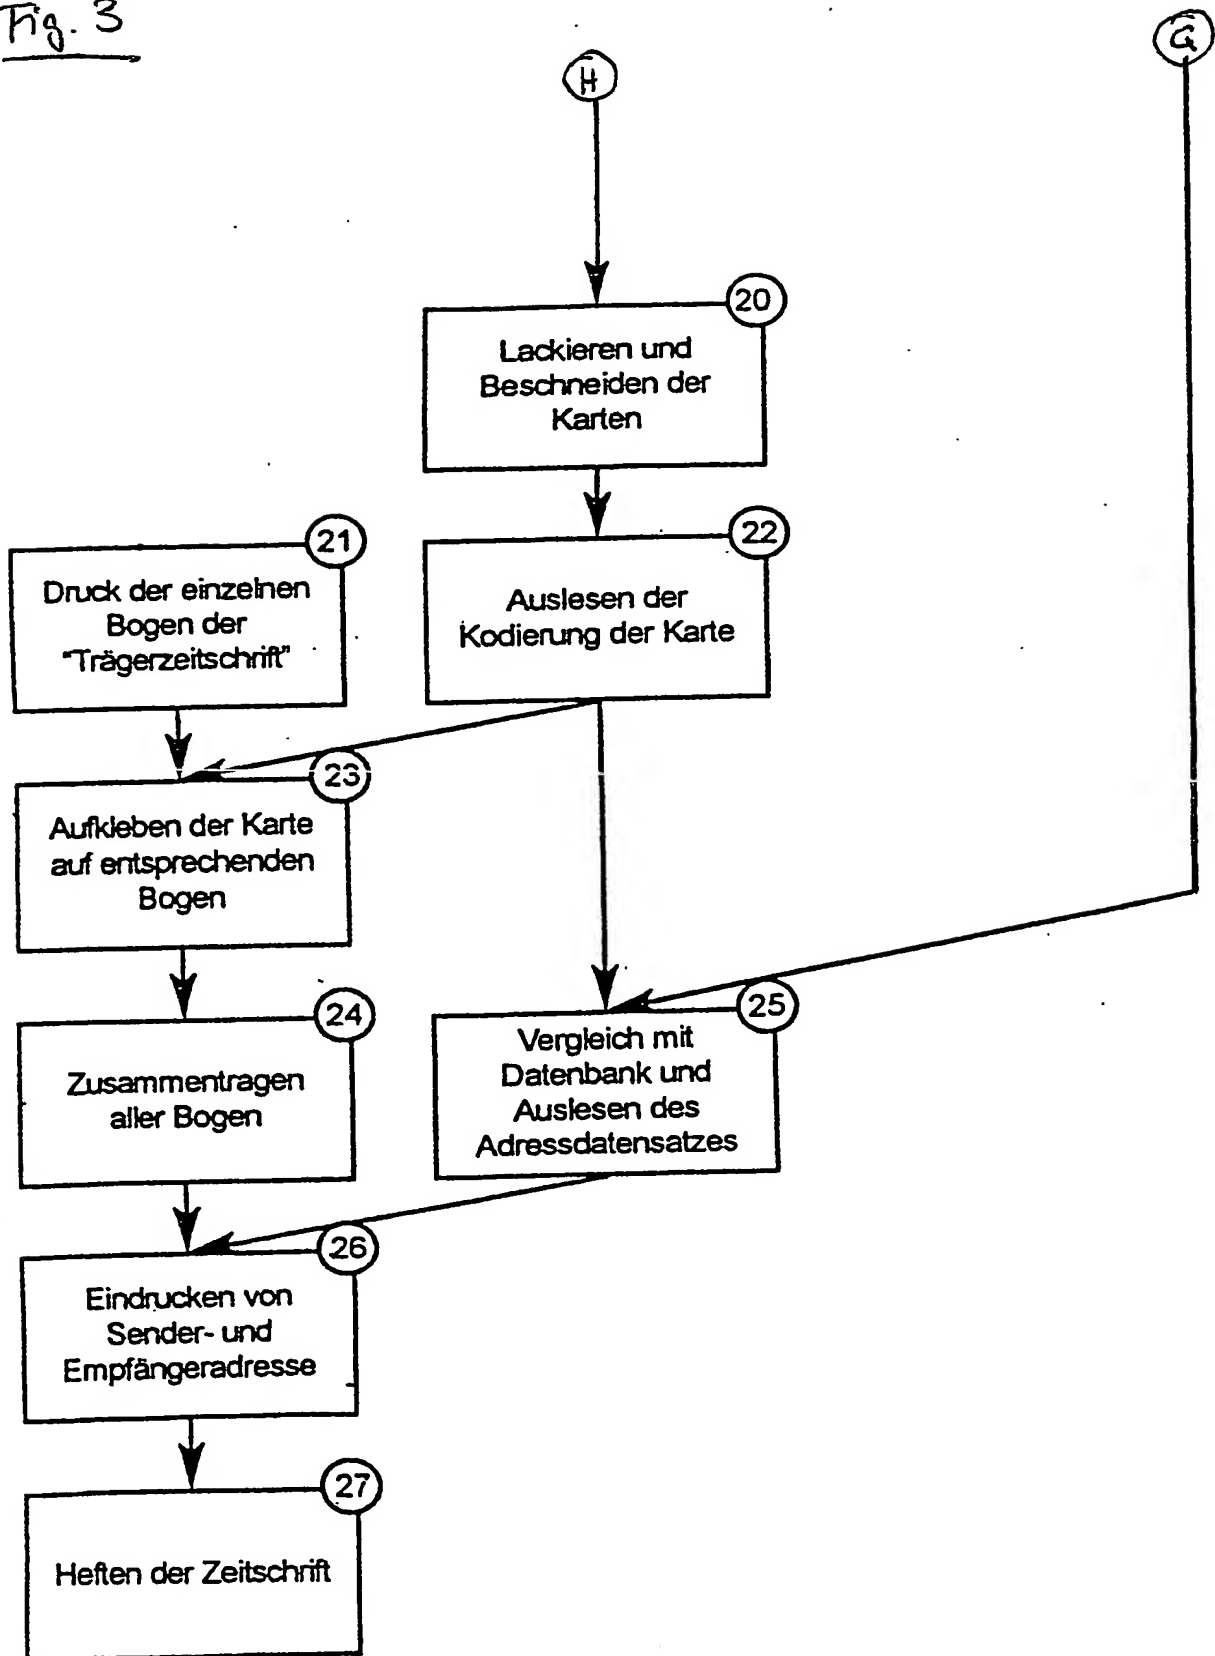 Fig. 3
G
H
20
Lackieren und
Beschneiden der
Karten
21
Druck der einzelnen
Bogen der
"Trägerzeitschrift"
22
Auslesen der
Kodierung der Karte
23
Aufkleben der Karte
auf entsprechenden
Bogen
24
Zusammentragen
aller Bogen
25
Vergleich mit
Datenbank und
Auslesen des
Adressdatensatzes
26
Eindrucken von
Sender- und
Empfängeradresse
27
Heften der Zeitschrift